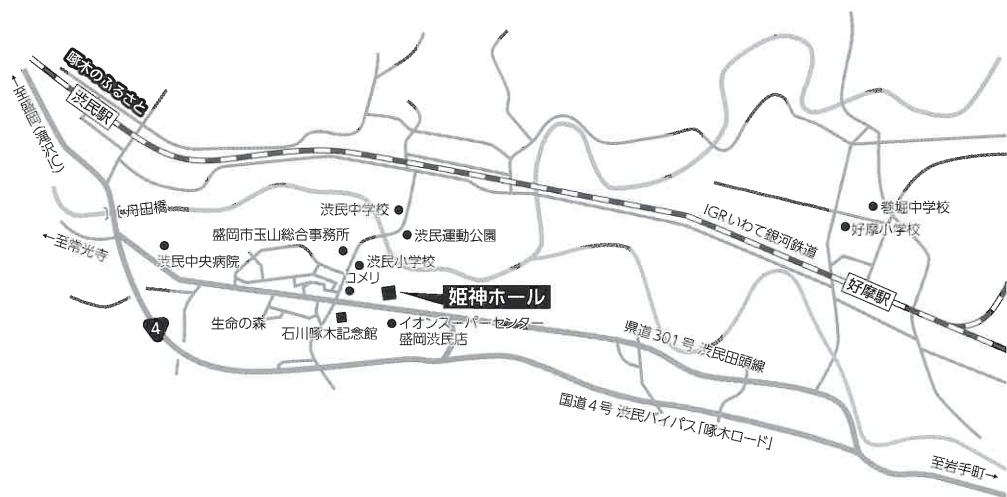 啄木のふるさと
渋民駅
←至盛岡(滝沢IC)
舟田橋
←至常光寺
渋民中学校
盛岡市玉山総合事務所
渋民運動公園
渋民中央病院
渋民小学校
コメリ
姫神ホール
生命の森
石川啄木記念館
イオンスーパーセンター
盛岡渋民店
4
IGRいわて銀河鉄道
巻堀中学校
好摩小学校
好摩駅
県道301号 渋民田頭線
国道4号 渋民バイパス「啄木ロード」
至岩手町→